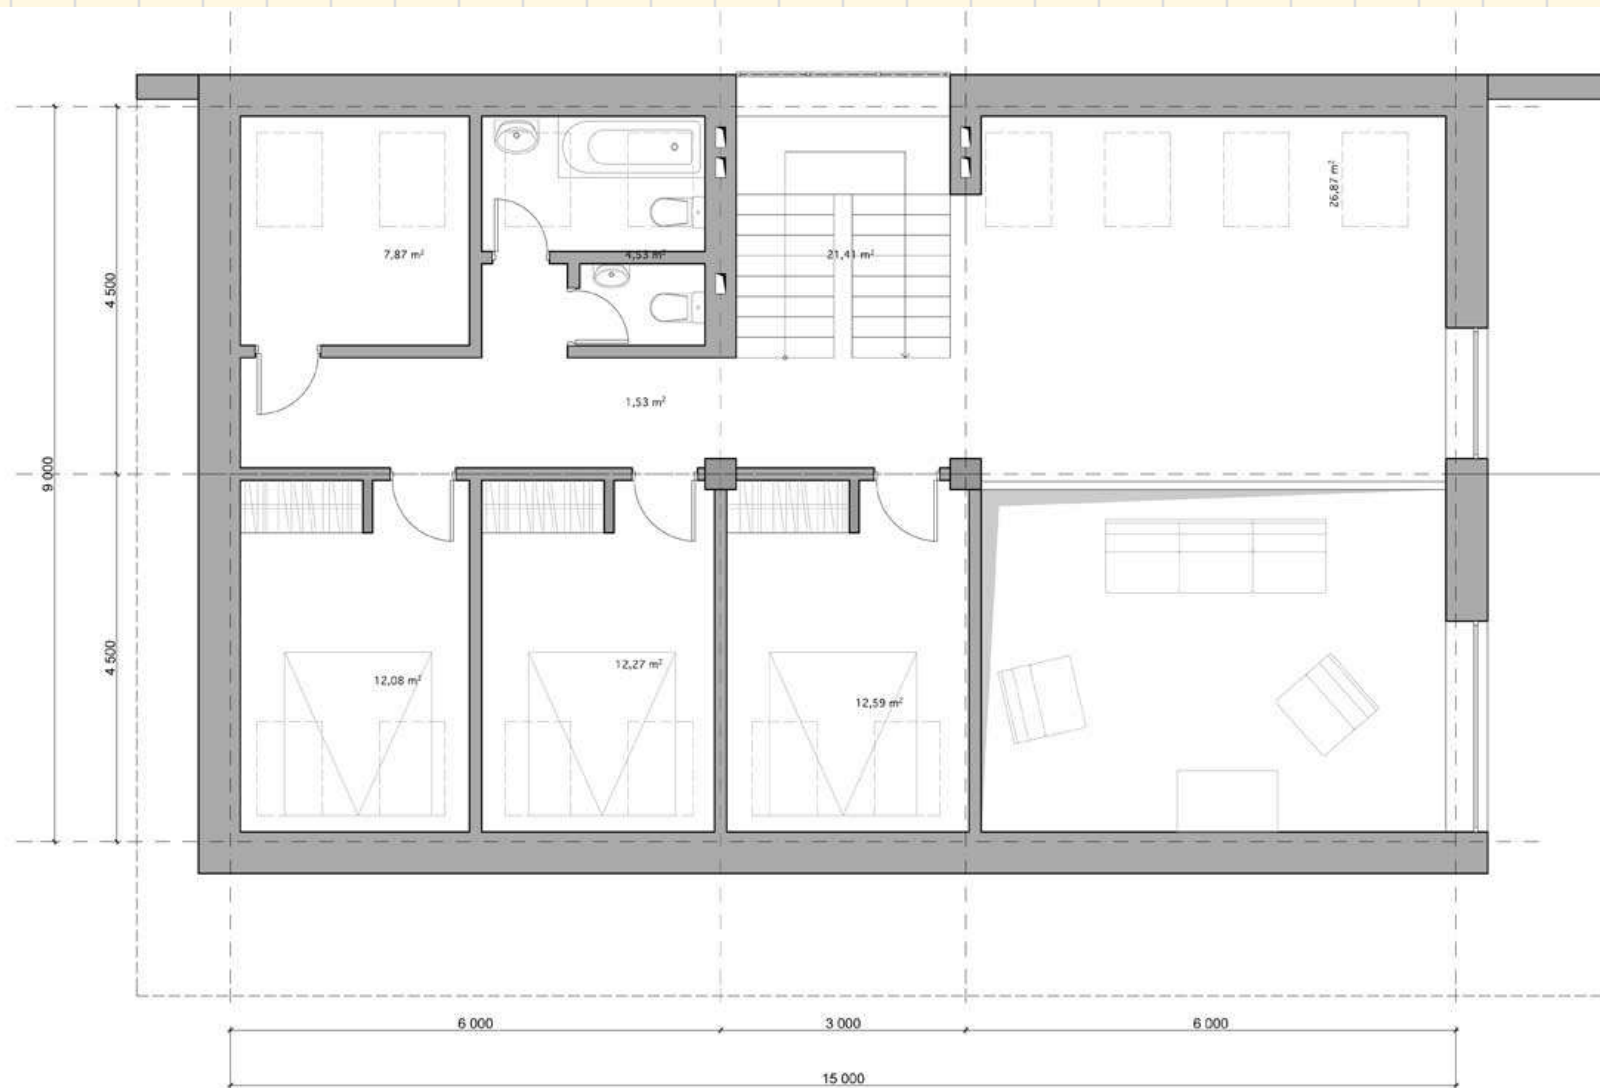 26,87 m²
7,87 m²
4,53 m²
21,41 m²
4 500
1,53 m²
9 000
4 500
12,08 m²
12,27 m²
12,59 m²
6 000
3 000
6 000
15 000